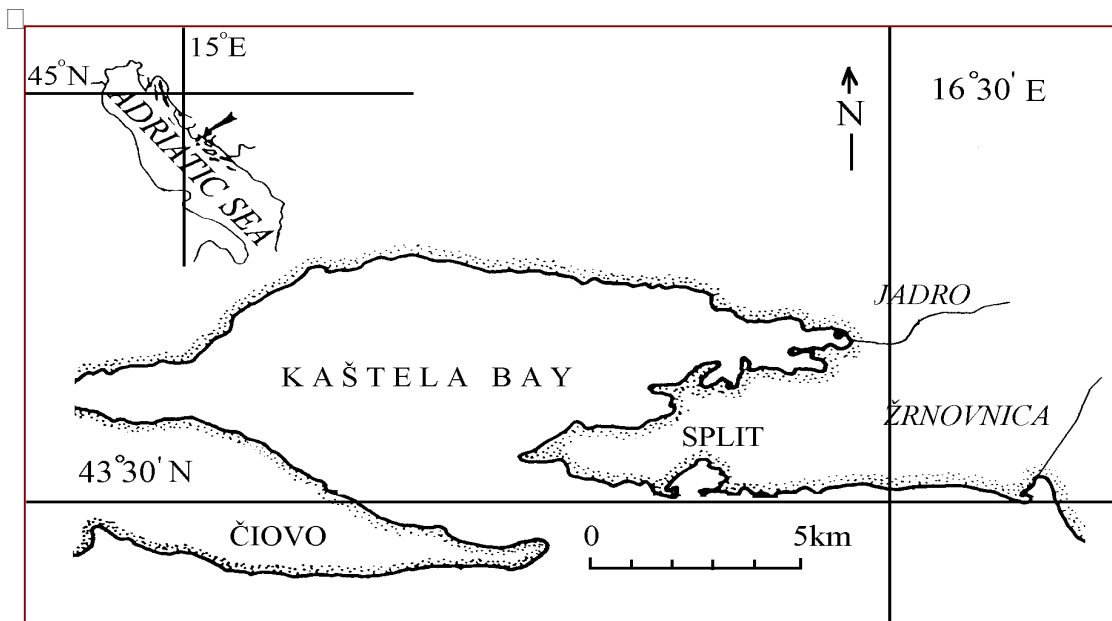 15°E
45°N
ADRIATIC SEA
N
16°30' E
JADRO
KAŠTELA BAY
ŽRNOVNICA
SPLIT
43°30' N
ČIOVO
0 5km